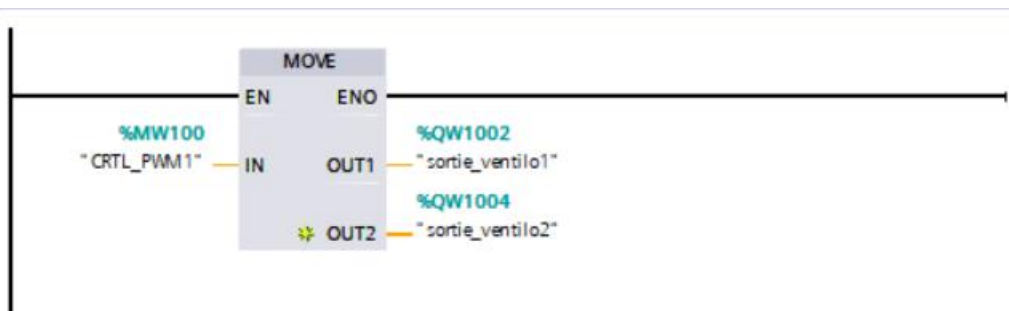 MOVE
EN ENO
%MW100 %QW1002
"CRTL_PWM1" IN OUT1 "sortie_ventilo1"
%QW1004
OUT2 "sortie_ventilo2"